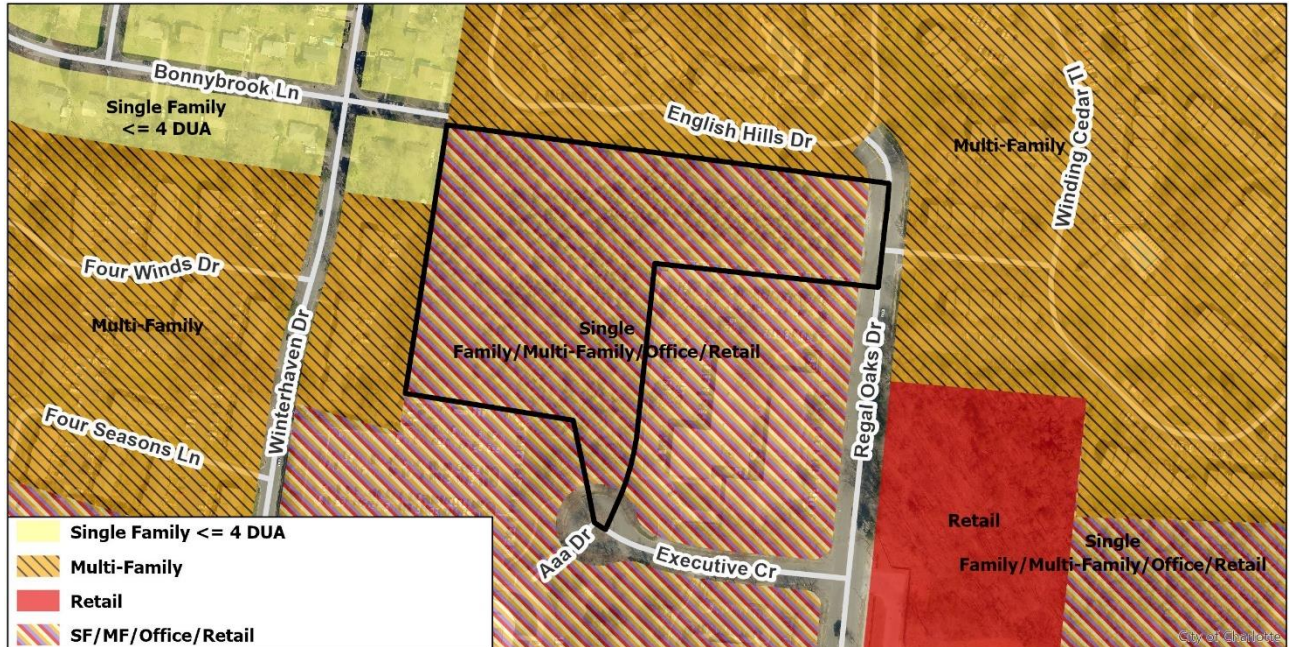 Bonnybrook Ln
Single Family
<= 4 DUA
English Hills Dr
Multi-Family
Winding Cedar Tl
Four Winds Dr
Multi-Family
Winterhaven Dr
Single
Family/Multi-Family/Office/Retail
Regal Oaks Dr
Four Seasons Ln
Retail
Aaa Dr
Executive Cr
Single
Family/Multi-Family/Office/Retail
Single Family <= 4 DUA
Multi-Family
Retail
SF/MF/Office/Retail
City of Charlotte